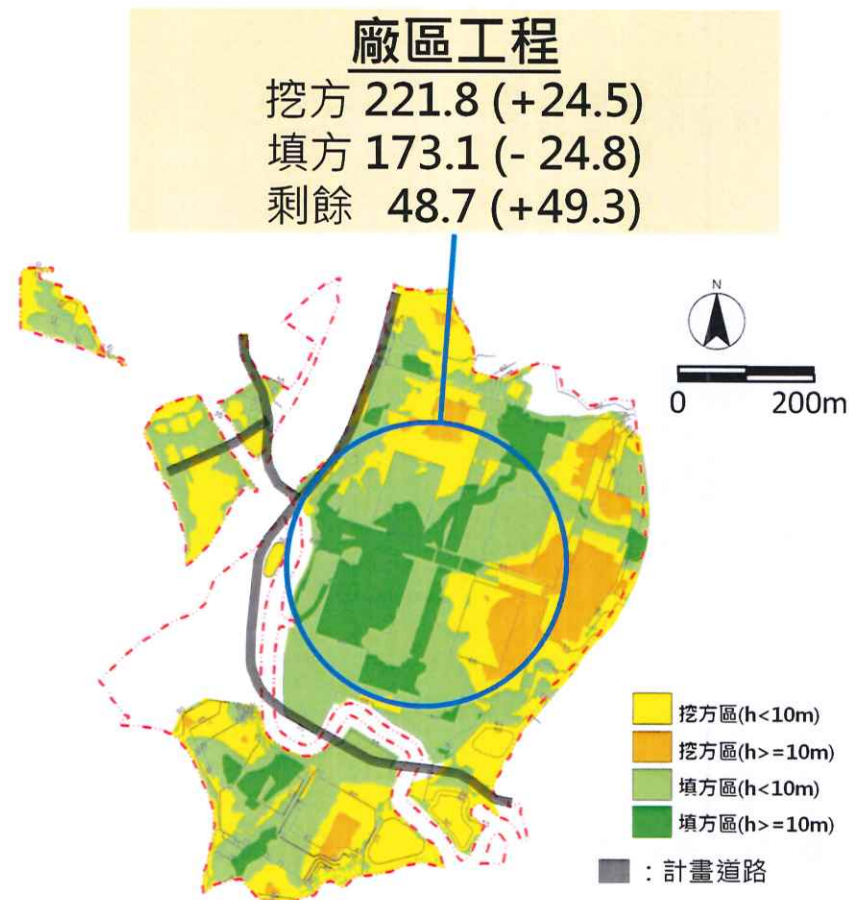 廠區工程
挖方 221.8 (+24.5)
填方 173.1 (- 24.8)
剩餘 48.7 (+49.3)
N
0 200m
挖方區(h<10m)
挖方區(h>=10m)
填方區(h<10m)
填方區(h>=10m)
：計畫道路